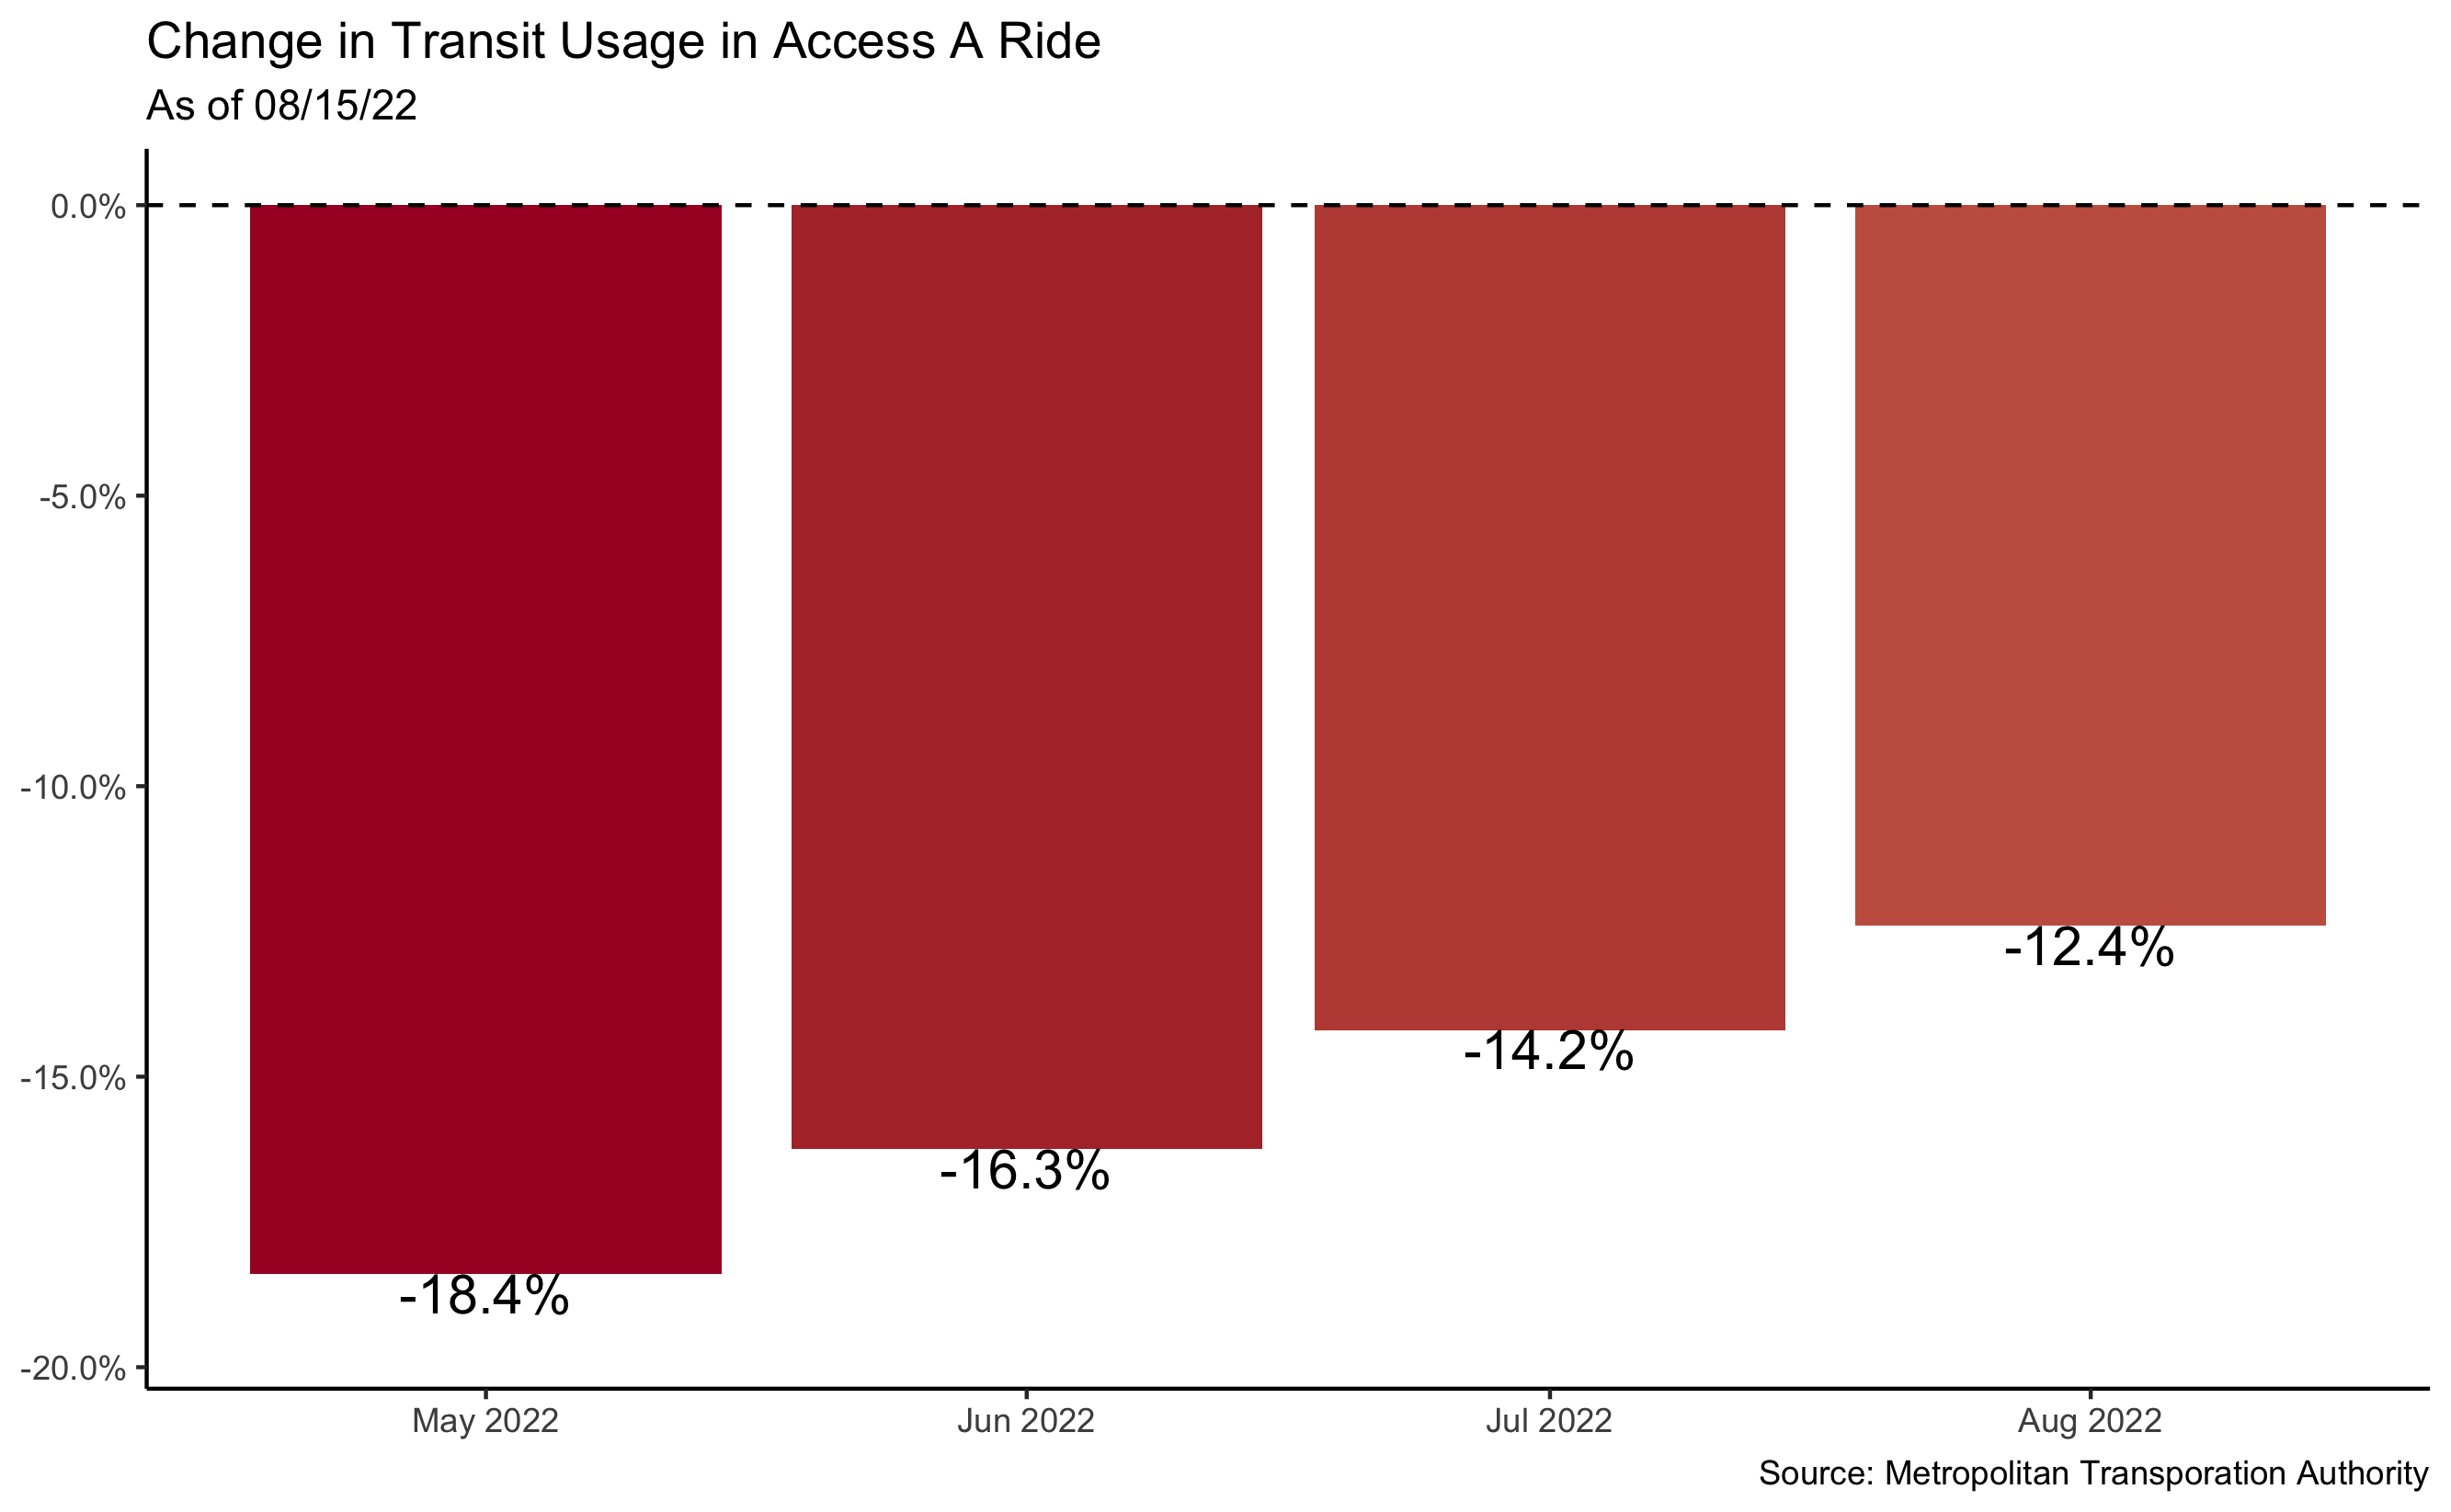 Change in Transit Usage in Access A Ride
As of 08/15/22
0.0%
-5.0%
-10.0%
-15.0%
-20.0%
-18.4%
-16.3%
-14.2%
-12.4%
May 2022
Jun 2022
Jul 2022
Aug 2022
Source: Metropolitan Transporation Authority